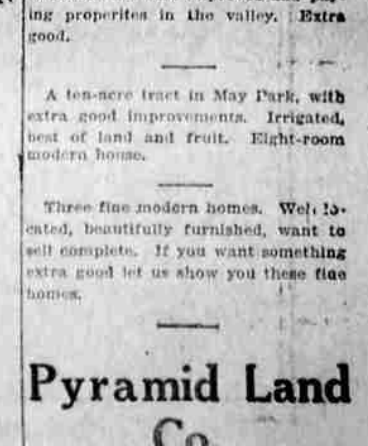 ing properites in the valley. Extra
good.
A ten-acre tract in May Park, with
extra good improvements. Irrigated,
best of land and fruit. Eight-room
modern house.
Three fine modern homes. Well lo-
cated, beautifully furnished, want to
sell complete. If you want something
extra good let us show you these fine
homes.
Pyramid Land
Co